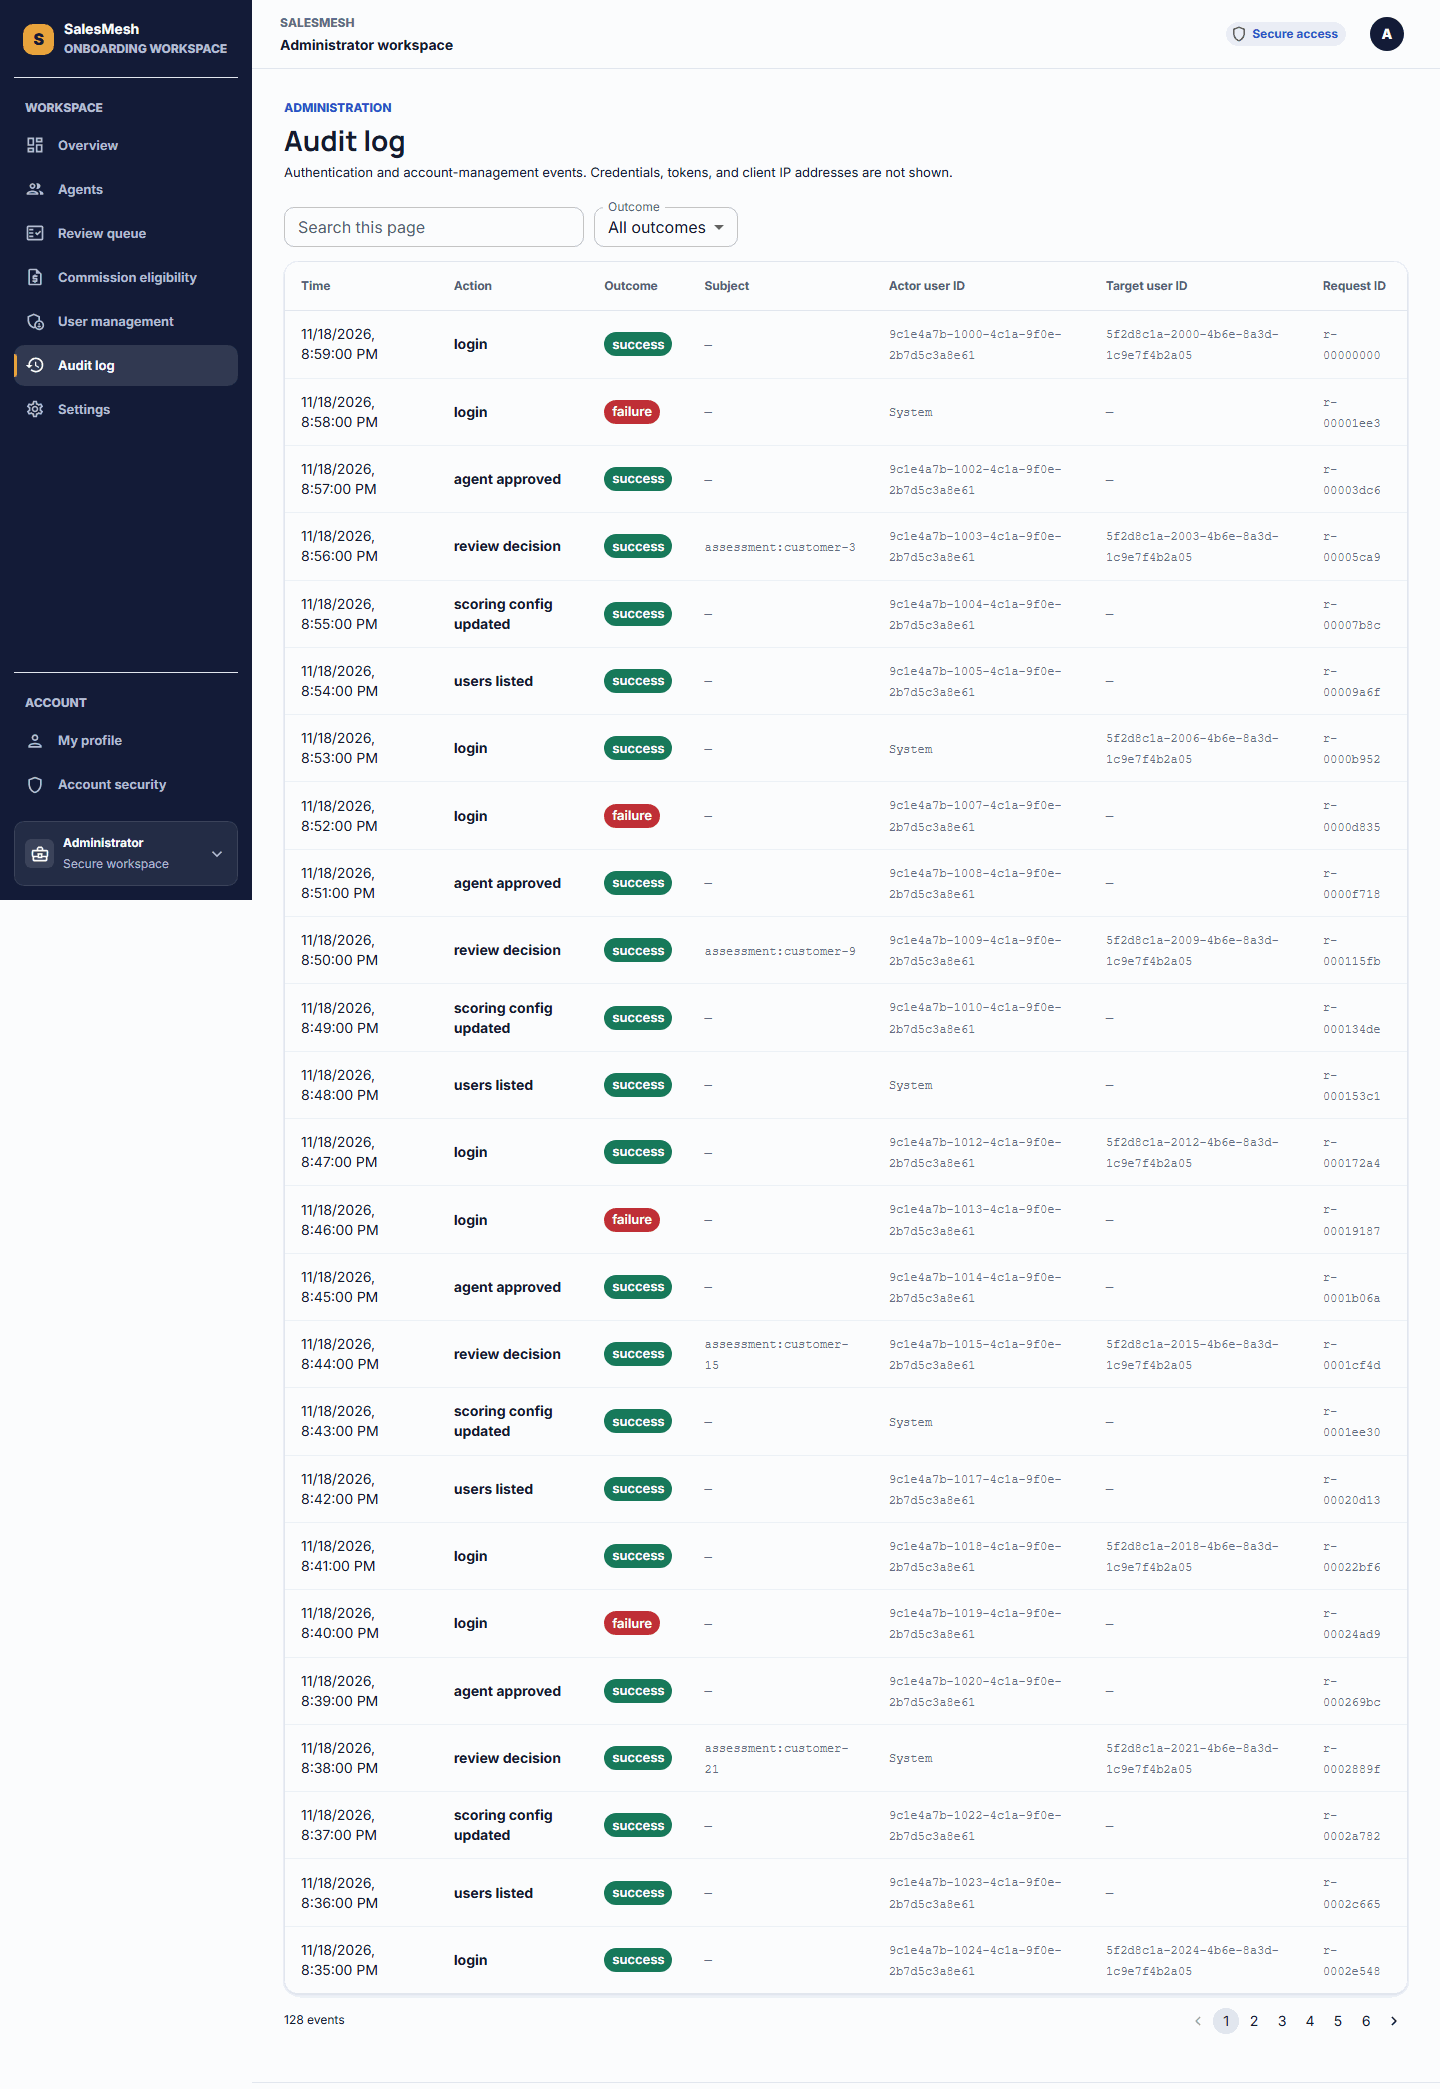 S
SalesMesh
ONBOARDING WORKSPACE
WORKSPACE
Overview
Agents
Review queue
Commission eligibility
User management
Audit log
Settings
ACCOUNT
My profile
Account security
Administrator
Secure workspace
SALESMESH
Administrator workspace
Secure access
A
ADMINISTRATION
Audit log
Authentication and account-management events. Credentials, tokens, and client IP addresses are not shown.
Search this page
Outcome
All outcomes
Time Action Outcome Subject Actor user ID Target user ID Request ID
11/18/2026, 9c1e4a7b-1000-4c1a-9f0e- 5f2d8c1a-2000-4b6e-8a3d- r-
login success —
8:59:00 PM 2b7d5c3a8e61 1c9e7f4b2a05 00000000
11/18/2026, r-
login failure — System —
8:58:00 PM 00001ee3
11/18/2026, 9c1e4a7b-1002-4c1a-9f0e- r-
agent approved success — —
8:57:00 PM 2b7d5c3a8e61 00003dc6
11/18/2026, 9c1e4a7b-1003-4c1a-9f0e- 5f2d8c1a-2003-4b6e-8a3d- r-
review decision success assessment:customer-3
8:56:00 PM 2b7d5c3a8e61 1c9e7f4b2a05 00005ca9
11/18/2026, scoring config 9c1e4a7b-1004-4c1a-9f0e- r-
success — —
8:55:00 PM updated 2b7d5c3a8e61 00007b8c
11/18/2026, 9c1e4a7b-1005-4c1a-9f0e- r-
users listed success — —
8:54:00 PM 2b7d5c3a8e61 00009a6f
11/18/2026, 5f2d8c1a-2006-4b6e-8a3d- r-
login success — System
8:53:00 PM 1c9e7f4b2a05 0000b952
11/18/2026, 9c1e4a7b-1007-4c1a-9f0e- r-
login failure — —
8:52:00 PM 2b7d5c3a8e61 0000d835
11/18/2026, 9c1e4a7b-1008-4c1a-9f0e- r-
agent approved success — —
8:51:00 PM 2b7d5c3a8e61 0000f718
11/18/2026, 9c1e4a7b-1009-4c1a-9f0e- 5f2d8c1a-2009-4b6e-8a3d- r-
review decision success assessment:customer-9
8:50:00 PM 2b7d5c3a8e61 1c9e7f4b2a05 000115fb
11/18/2026, scoring config 9c1e4a7b-1010-4c1a-9f0e- r-
success — —
8:49:00 PM updated 2b7d5c3a8e61 000134de
11/18/2026, r-
users listed success — System —
8:48:00 PM 000153c1
11/18/2026, 9c1e4a7b-1012-4c1a-9f0e- 5f2d8c1a-2012-4b6e-8a3d- r-
login success —
8:47:00 PM 2b7d5c3a8e61 1c9e7f4b2a05 000172a4
11/18/2026, 9c1e4a7b-1013-4c1a-9f0e- r-
login failure — —
8:46:00 PM 2b7d5c3a8e61 00019187
11/18/2026, 9c1e4a7b-1014-4c1a-9f0e- r-
agent approved success — —
8:45:00 PM 2b7d5c3a8e61 0001b06a
11/18/2026, assessment:customer- 9c1e4a7b-1015-4c1a-9f0e- 5f2d8c1a-2015-4b6e-8a3d- r-
review decision success
8:44:00 PM 15 2b7d5c3a8e61 1c9e7f4b2a05 0001cf4d
11/18/2026, scoring config r-
success — System —
8:43:00 PM updated 0001ee30
11/18/2026, 9c1e4a7b-1017-4c1a-9f0e- r-
users listed success — —
8:42:00 PM 2b7d5c3a8e61 00020d13
11/18/2026, 9c1e4a7b-1018-4c1a-9f0e- 5f2d8c1a-2018-4b6e-8a3d- r-
login success —
8:41:00 PM 2b7d5c3a8e61 1c9e7f4b2a05 00022bf6
11/18/2026, 9c1e4a7b-1019-4c1a-9f0e- r-
login failure — —
8:40:00 PM 2b7d5c3a8e61 00024ad9
11/18/2026, 9c1e4a7b-1020-4c1a-9f0e- r-
agent approved success — —
8:39:00 PM 2b7d5c3a8e61 000269bc
11/18/2026, assessment:customer- 5f2d8c1a-2021-4b6e-8a3d- r-
review decision success System
8:38:00 PM 21 1c9e7f4b2a05 0002889f
11/18/2026, scoring config 9c1e4a7b-1022-4c1a-9f0e- r-
success — —
8:37:00 PM updated 2b7d5c3a8e61 0002a782
11/18/2026, 9c1e4a7b-1023-4c1a-9f0e- r-
users listed success — —
8:36:00 PM 2b7d5c3a8e61 0002c665
11/18/2026, 9c1e4a7b-1024-4c1a-9f0e- 5f2d8c1a-2024-4b6e-8a3d- r-
login success —
8:35:00 PM 2b7d5c3a8e61 1c9e7f4b2a05 0002e548
128 events
1 2 3 4 5 6